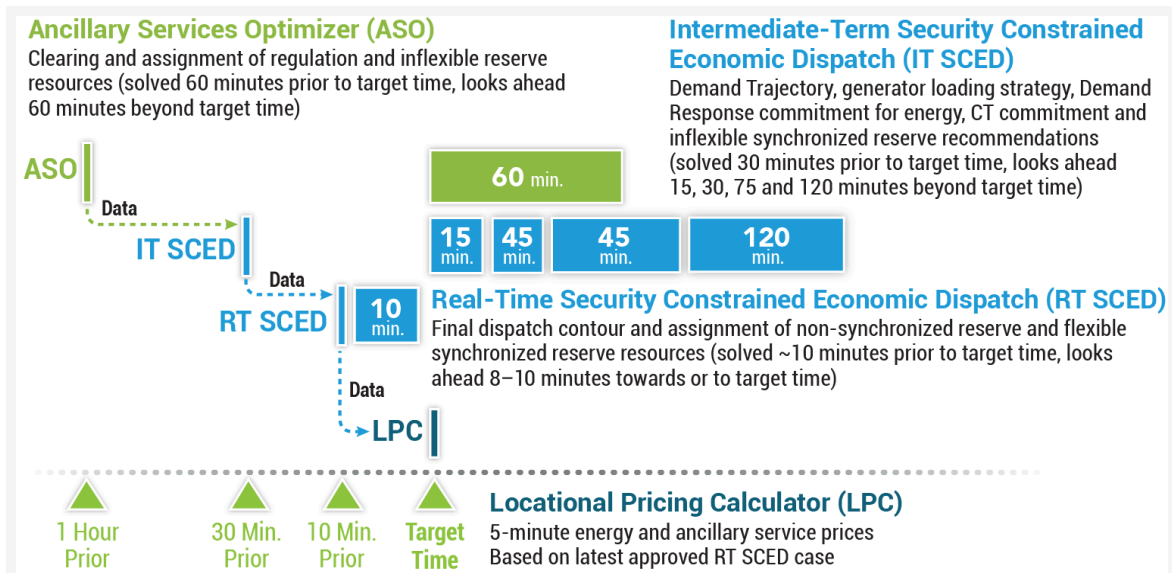 Ancillary Services Optimizer (ASO)
Clearing and assignment of regulation and inflexible reserve
resources (solved 60 minutes prior to target time, looks ahead
60 minutes beyond target time)
Intermediate-Term Security Constrained
Economic Dispatch (IT SCED)
Demand Trajectory, generator loading strategy, Demand
Response commitment for energy, CT commitment and
inflexible synchronized reserve recommendations
(solved 30 minutes prior to target time, looks ahead
15, 30, 75 and 120 minutes beyond target time)
ASO
60 min.
Data
IT SCED
15
min.
45
min.
45
min.
120
min.
Data
RT SCED
10
min.
Real-Time Security Constrained Economic Dispatch (RT SCED)
Final dispatch contour and assignment of non-synchronized reserve and flexible
synchronized reserve resources (solved ~10 minutes prior to target time, looks
ahead 8–10 minutes towards or to target time)
Data
LPC
1 Hour
Prior
30 Min.
Prior
10 Min.
Prior
Target
Time
Locational Pricing Calculator (LPC)
5-minute energy and ancillary service prices
Based on latest approved RT SCED case